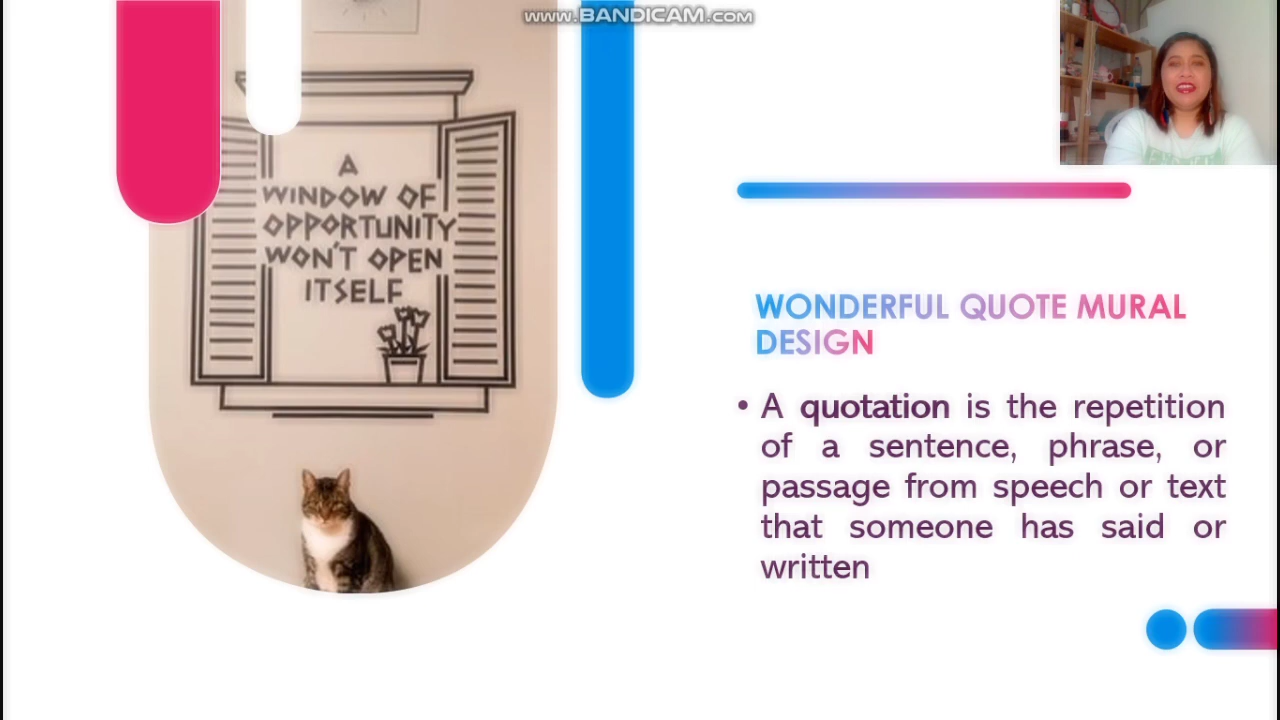 www.BANDICAM.com
A
WINDOW OF
OPPORTUNITY
WON'T OPEN
ITSELF
WONDERFUL QUOTE MURAL
DESIGN
• A quotation is the repetition
of a sentence, phrase, or
passage from speech or text
that someone has said or
written